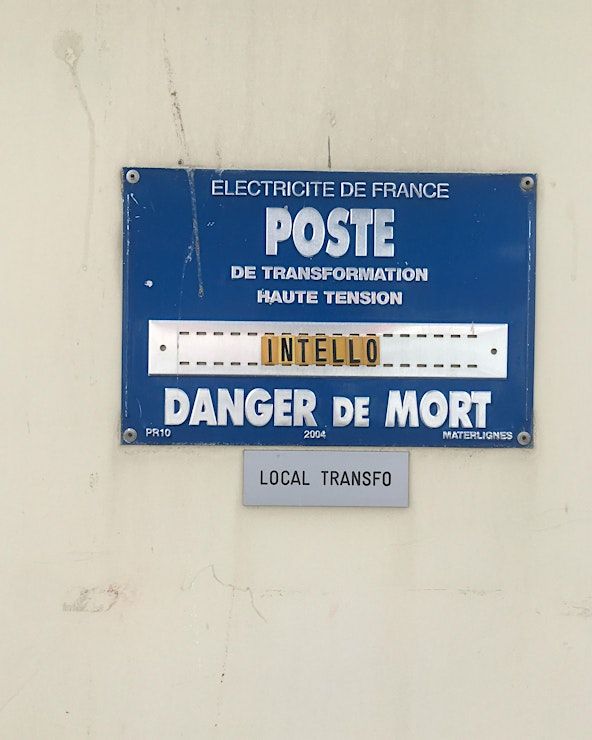 ELECTRICITE DE FRANCE
POSTE
DE TRANSFORMATION
HAUTE TENSION
INTELLO
DANGER DE MORT
PR10 2004 MATERLIGNES
LOCAL TRANSFO